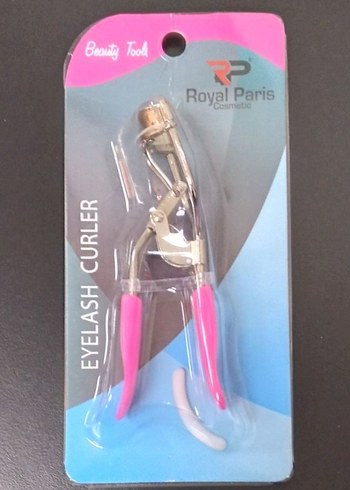 Beauty Tools
RP
Royal Paris
Cosmetic
EYELASH CURLER